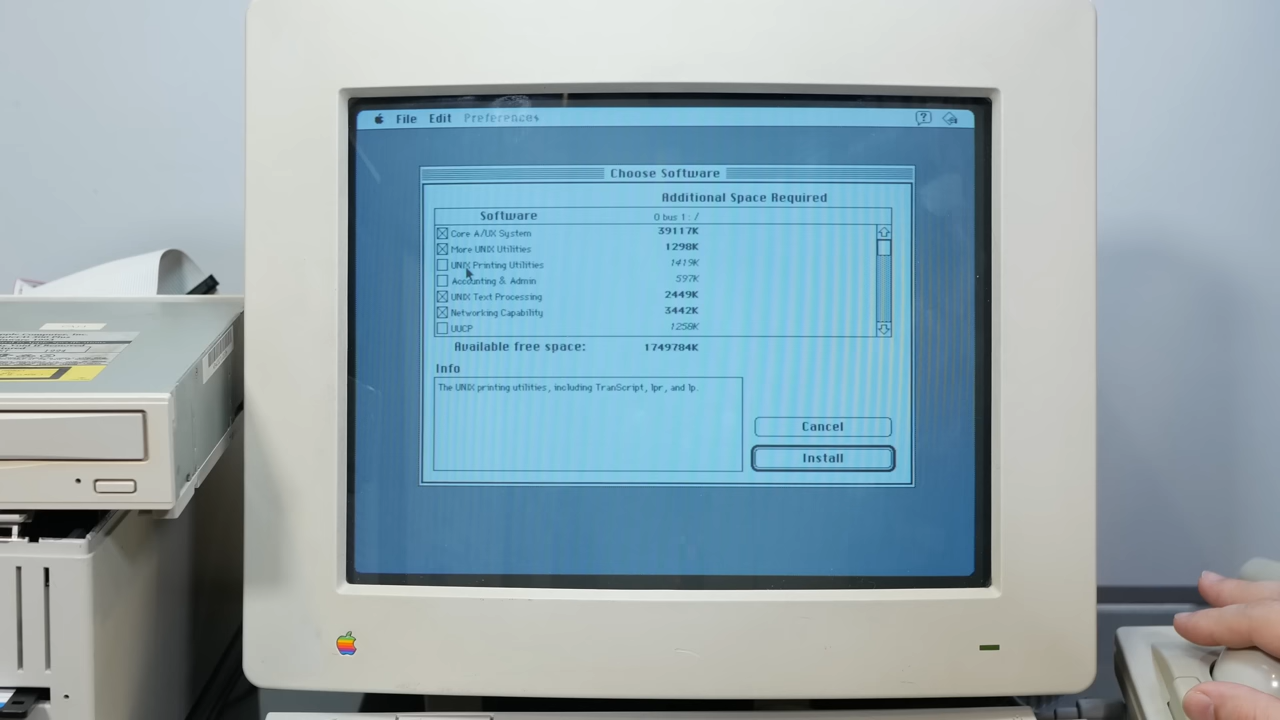 File Edit Preferences
Choose Software
Additional Space Required
Software 0 bus 1 : /
Core A/UX System 39117K
More UNIX Utilities 1298K
UNIX Printing Utilities 1419K
Accounting & Admin 597K
UNIX Text Processing 2449K
Networking Capability 3442K
UUCP 1258K
Available free space: 1749784K
Info
The UNIX printing utilities, including TranScript, lpr, and lp.
Cancel
Install